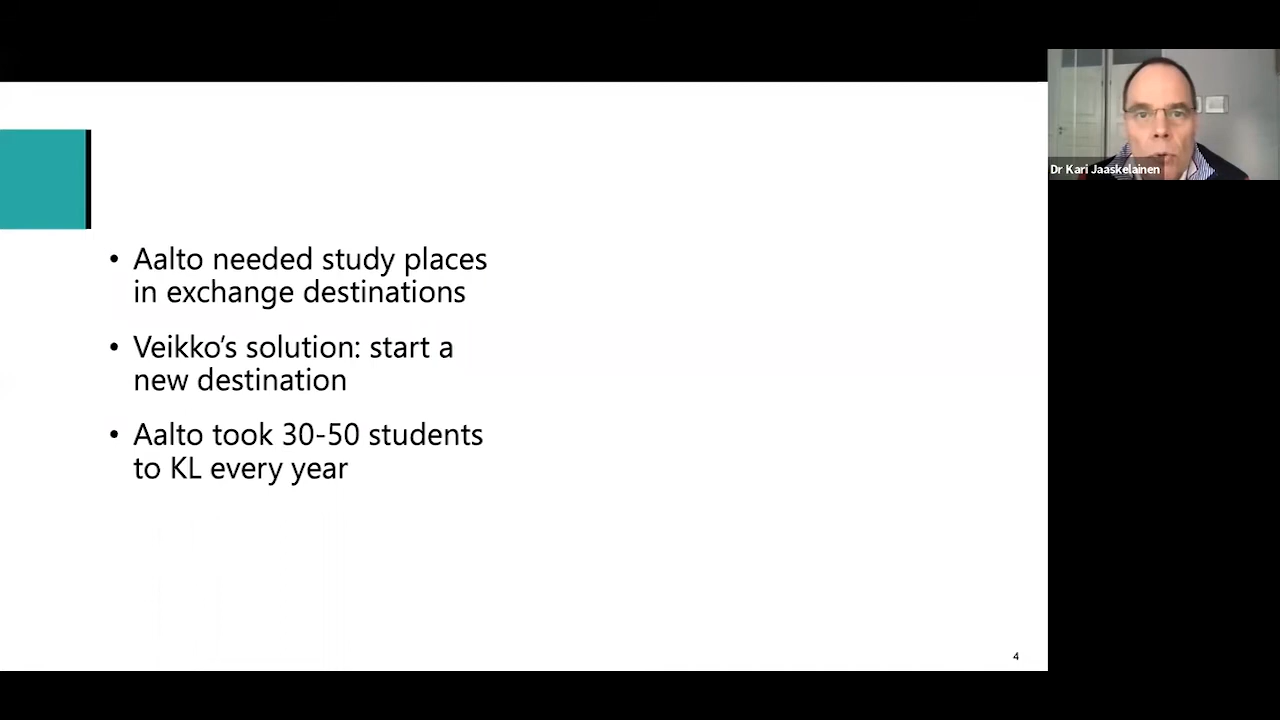 • Aalto needed study places
in exchange destinations
• Veikko’s solution: start a
new destination
• Aalto took 30-50 students
to KL every year
4
Dr Kari Jaaskelainen